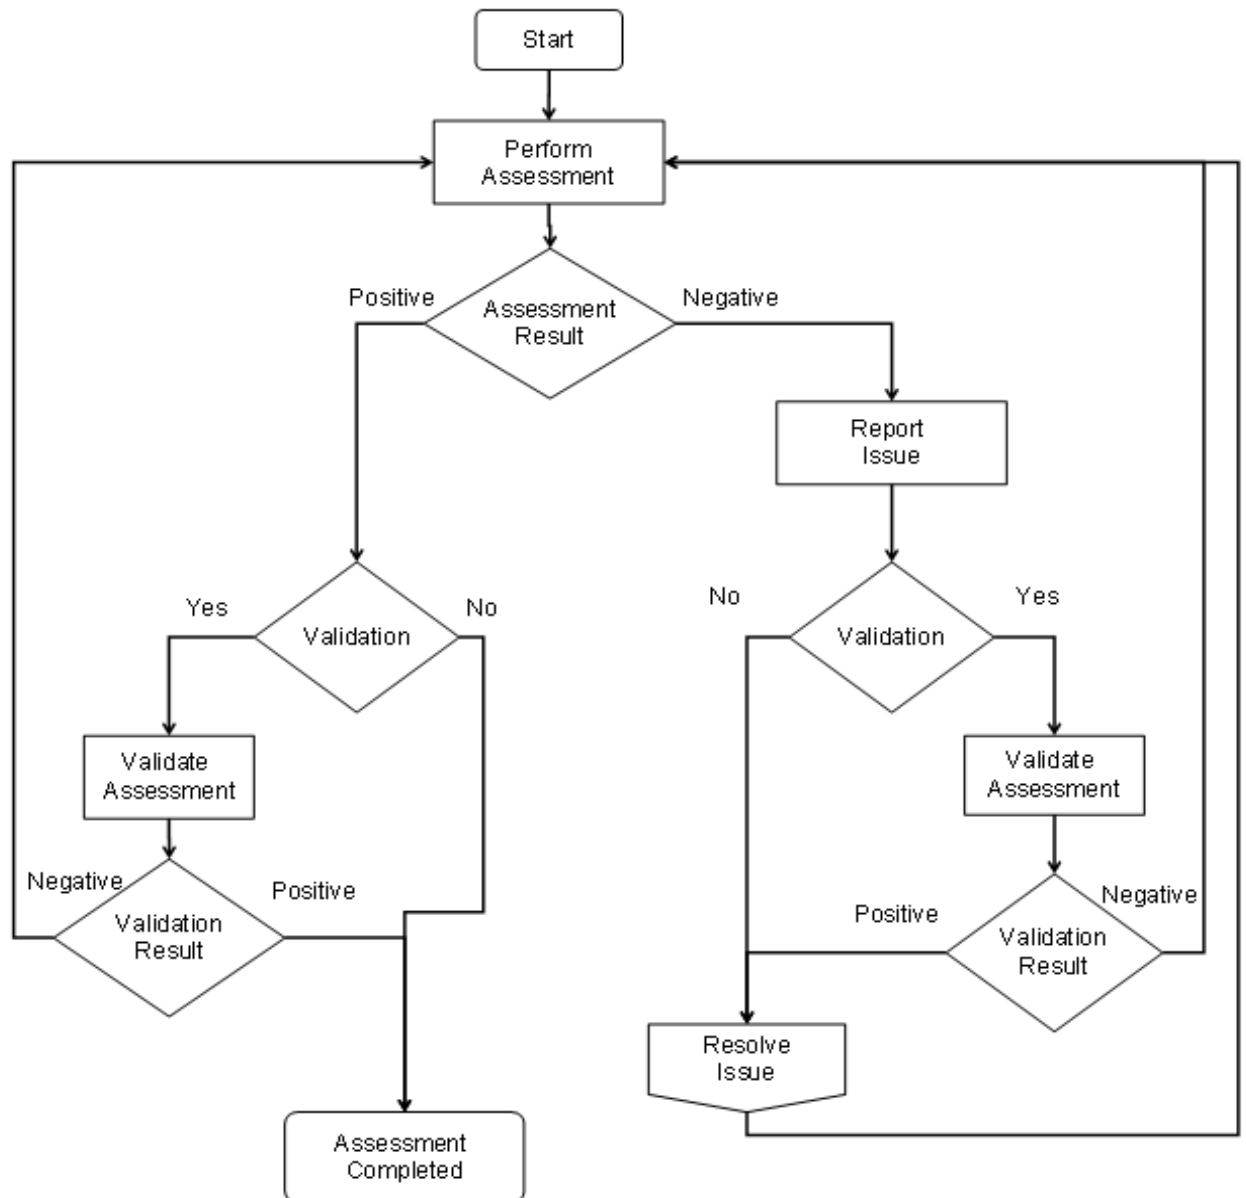 Start
Perform
Assessment
Positive
Negative
Assessment
Result
Report
Issue
Yes
No
No
Yes
Validation
Validation
Validate
Assessment
Validate
Assessment
Negative
Positive
Positive
Negative
Validation
Result
Validation
Result
Resolve
Issue
Assessment
Completed